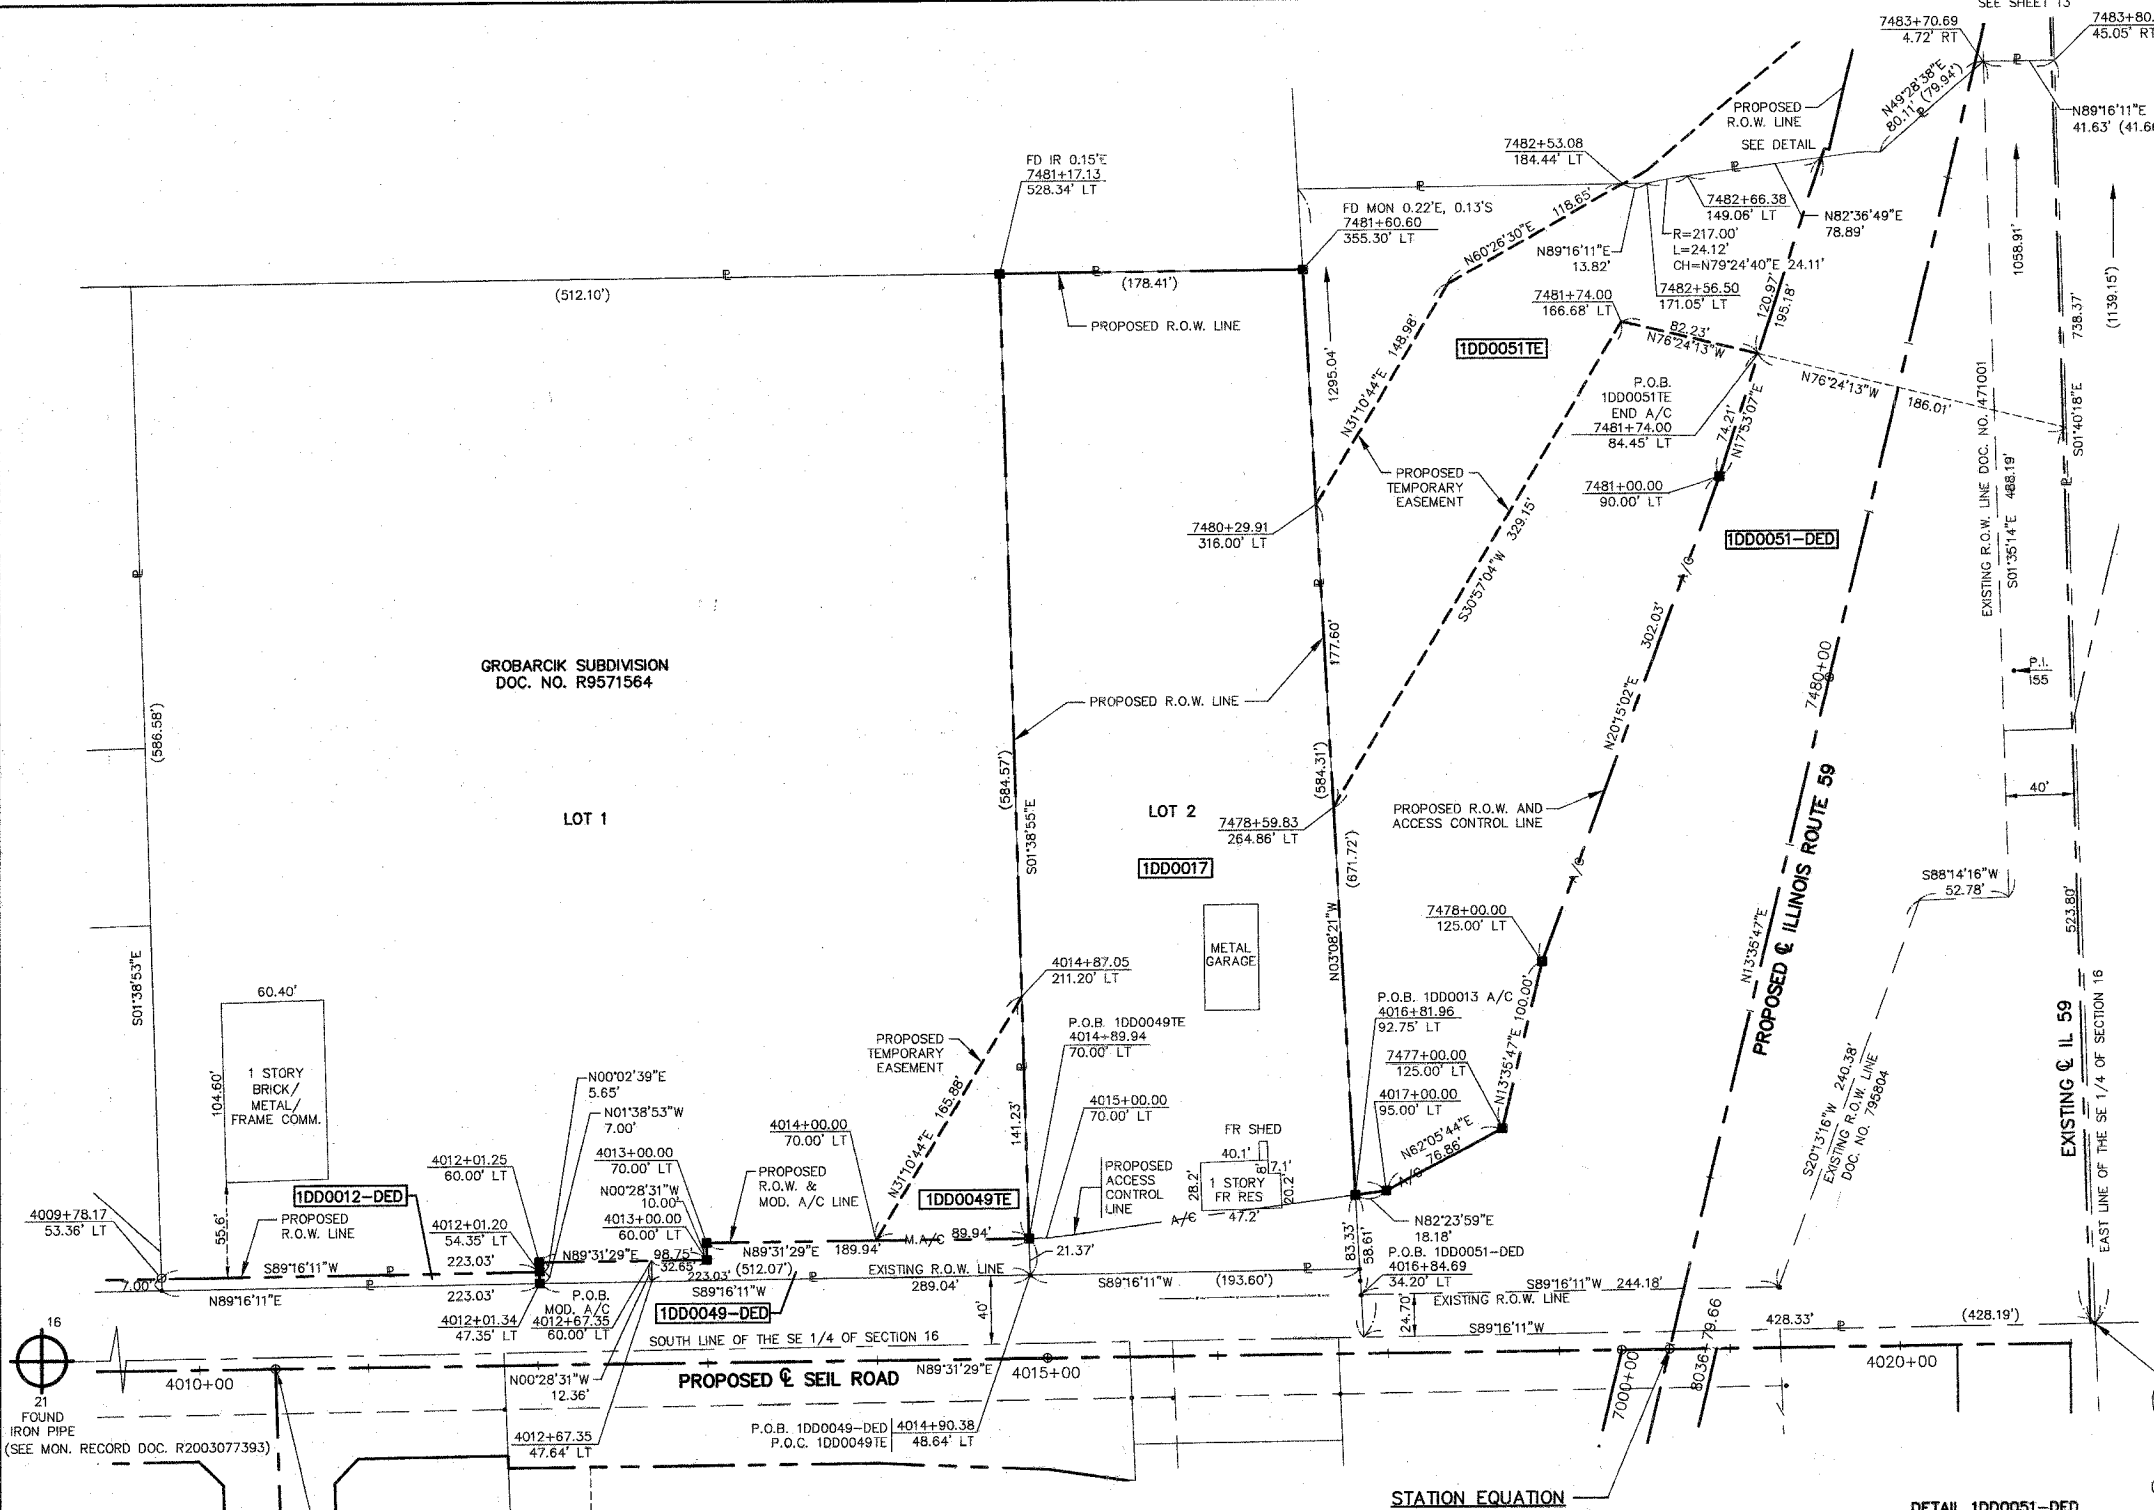 SEE SHEET 13
7483+70.69
4.72' RT
7483+80.
45.05' RT
N49°28'38"E
80.11' (79.94')
N89°16'11"E
41.63' (41.66
PROPOSED
R.O.W. LINE
SEE DETAIL
7482+53.08
184.44' LT
FD IR 0.15'E
7481+17.13
528.34' LT
FD MON 0.22'E, 0.13'S
7481+60.60
355.30' LT
118.65'
N60°26'30"E
N89°16'11"E
13.82'
R=217.00'
L=24.12'
CH=N79°24'40"E 24.11'
7482+66.38
149.06' LT
N82°36'49"E
78.89'
7482+56.50
171.05' LT
1058.91'
(1139.15')
738.37'
(512.10')
(178.41')
PROPOSED R.O.W. LINE
1295.04'
7481+74.00
166.68' LT
82.23'
N76°24'13"W
120.97'
195.18'
1DD0051TE
N31°10'44"E 148.98'
P.O.B.
1DD0051TE
END A/C
7481+74.00
84.45' LT
N76°24'13"W
186.01'
74.21'
N17°53'07"E
S01°40'18"E
EXISTING R.O.W. LINE DOC. NO. 471001
S01°35'14"E 488.19'
PROPOSED
TEMPORARY
EASEMENT
7481+00.00
90.00' LT
7480+29.91
316.00' LT
1DD0051-DED
A/C
S30°57'04"W 329.15'
302.03'
N20°15'02"E
177.60'
GROBARCIK SUBDIVISION
DOC. NO. R9571564
P.I.
155
7480+00
PROPOSED R.O.W. LINE
(586.58')
(584.57')
S01°38'55"E
(584.31')
LOT 1
LOT 2
7478+59.83
264.86' LT
PROPOSED R.O.W. AND
ACCESS CONTROL LINE
40'
1DD0017
(671.72')
A/C
S88°14'16"W
52.78'
523.80'
7478+00.00
125.00' LT
METAL
GARAGE
N03°08'21"W
N13°35'47"E
PROPOSED ℄ ILLINOIS ROUTE 59
4014+87.05
211.20' LT
60.40'
S01°38'53"E
P.O.B. 1DD0013 A/C
4016+81.96
92.75' LT
P.O.B. 1DD0049TE
4014+89.94
70.00' LT
PROPOSED
TEMPORARY
EASEMENT
7477+00.00
125.00' LT
N13°35'47"E 100.00'
EXISTING ℄ IL 59
EAST LINE OF THE SE 1/4 OF SECTION 16
S20°13'16"W 240.38'
EXISTING R.O.W. LINE
DOC. NO. 795804
104.60'
1 STORY
BRICK/
METAL/
FRAME COMM.
N00°02'39"E
5.65'
N01°38'53"W
7.00'
4014+00.00
70.00' LT
N31°10'44"E 165.88'
141.23'
4015+00.00
70.00' LT
4017+00.00
95.00' LT
FR SHED
40.1'
7.1'
28.2'
1 STORY
FR RES
20.2'
47.2'
N62°05'44"E
76.86'
A/C
4012+01.25
60.00' LT
4013+00.00
70.00' LT
N00°28'31"W
10.00'
4013+00.00
60.00' LT
PROPOSED
R.O.W. &
MOD. A/C LINE
1DD0049TE
PROPOSED
ACCESS
CONTROL
LINE
A/C
1DD0012-DED
4009+78.17
53.36' LT
55.6'
PROPOSED
R.O.W. LINE
4012+01.20
54.35' LT
N82°23'59"E
18.18'
P.O.B. 1DD0051-DED
4016+84.69
34.20' LT
S89°16'11"W
223.03'
N89°31'29"E
98.75'
32.65'
N89°31'29"E
189.94'
M.A/C
89.94'
21.37'
83.33'
58.61'
7.00'
N89°16'11"E
223.03'
223.03'
(512.07')
S89°16'11"W
EXISTING R.O.W. LINE
289.04'
S89°16'11"W
(193.60')
S89°16'11"W 244.18'
EXISTING R.O.W. LINE
P.O.B.
MOD. A/C
4012+67.35
60.00' LT
4012+01.34
47.35' LT
1DD0049-DED
40'
24.70'
S89°16'11"W
428.33'
(428.19')
16
21
FOUND
IRON PIPE
(SEE MON. RECORD DOC. R2003077393)
SOUTH LINE OF THE SE 1/4 OF SECTION 16
4010+00
N00°28'31"W
12.36'
PROPOSED ℄ SEIL ROAD
N89°31'29"E
4015+00
7000+00
8036+79.66
4020+00
4012+67.35
47.64' LT
P.O.B. 1DD0049-DED
P.O.C. 1DD0049TE
4014+90.38
48.64' LT
STATION EQUATION
DETAIL 1DD0051-DED